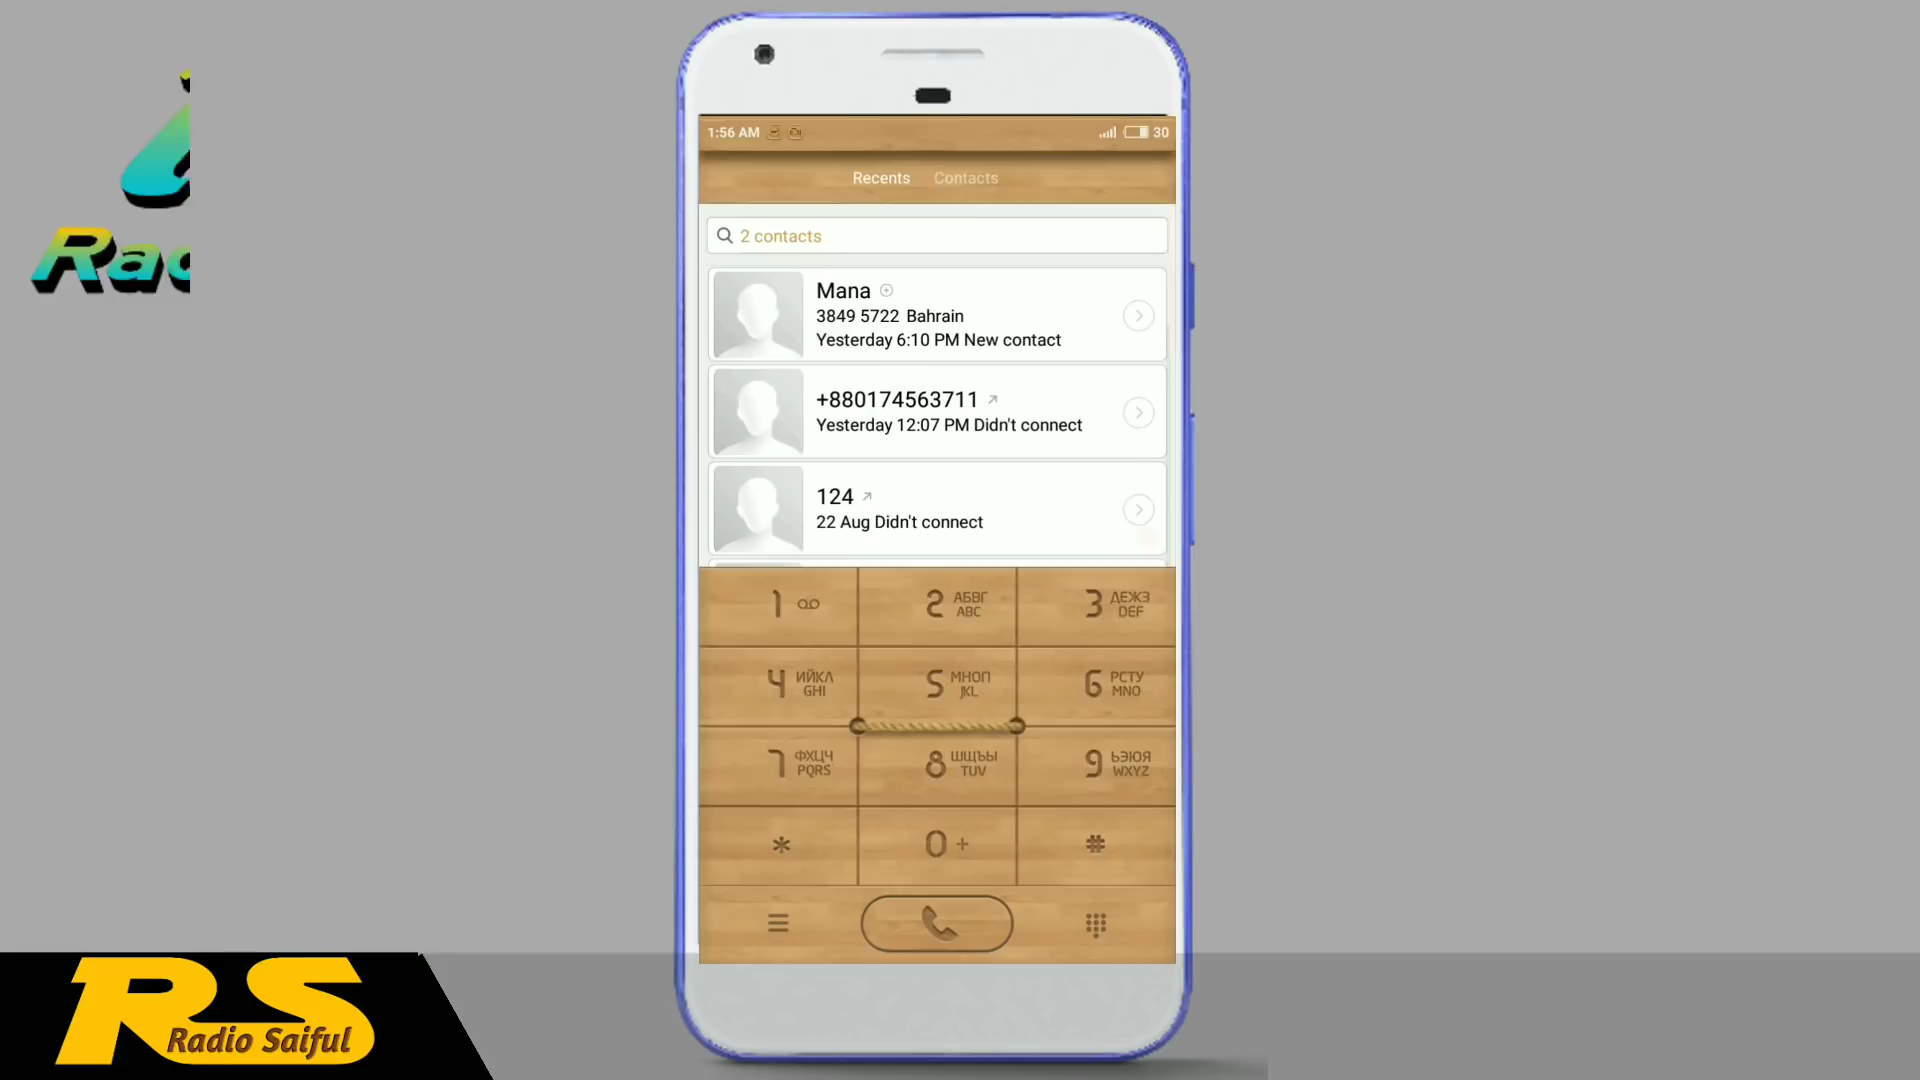 1:56 AM 30
Recents Contacts
2 contacts
Mana
3849 5722 Bahrain
Yesterday 6:10 PM New contact
+880174563711
Yesterday 12:07 PM Didn't connect
124
22 Aug Didn't connect
1 2 АБВГ ABC 3 ДЕЖЗ DEF
4 ИЙКЛ GHI 5 МНОП JKL 6 РСТУ MNO
7 ФХЦЧ PQRS 8 ШЩЪЫ TUV 9 ЬЭЮЯ WXYZ
* 0 + #
RS
Radio Saiful